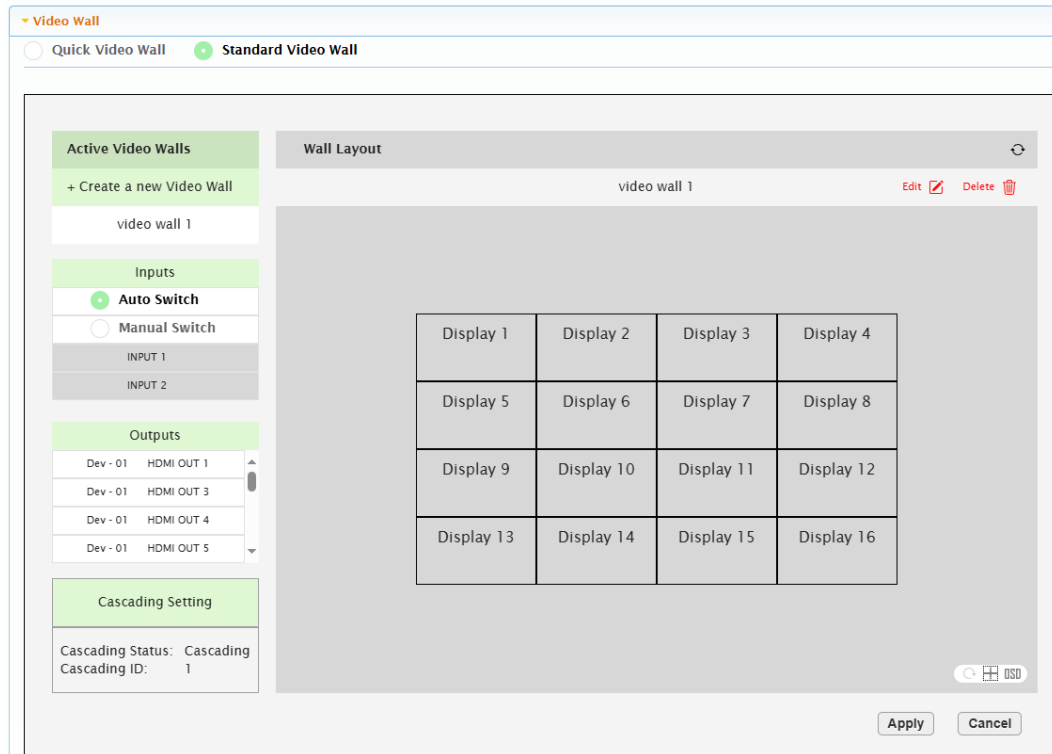 Video Wall
Quick Video Wall Standard Video Wall
Active Video Walls
+ Create a new Video Wall
video wall 1
Inputs
Auto Switch
Manual Switch
INPUT 1
INPUT 2
Outputs
Dev - 01 HDMI OUT 1
Dev - 01 HDMI OUT 3
Dev - 01 HDMI OUT 4
Dev - 01 HDMI OUT 5
Cascading Setting
Cascading Status: Cascading
Cascading ID: 1
Wall Layout
video wall 1 Edit Delete
Display 1 Display 2 Display 3 Display 4
Display 5 Display 6 Display 7 Display 8
Display 9 Display 10 Display 11 Display 12
Display 13 Display 14 Display 15 Display 16
OSD
Apply Cancel